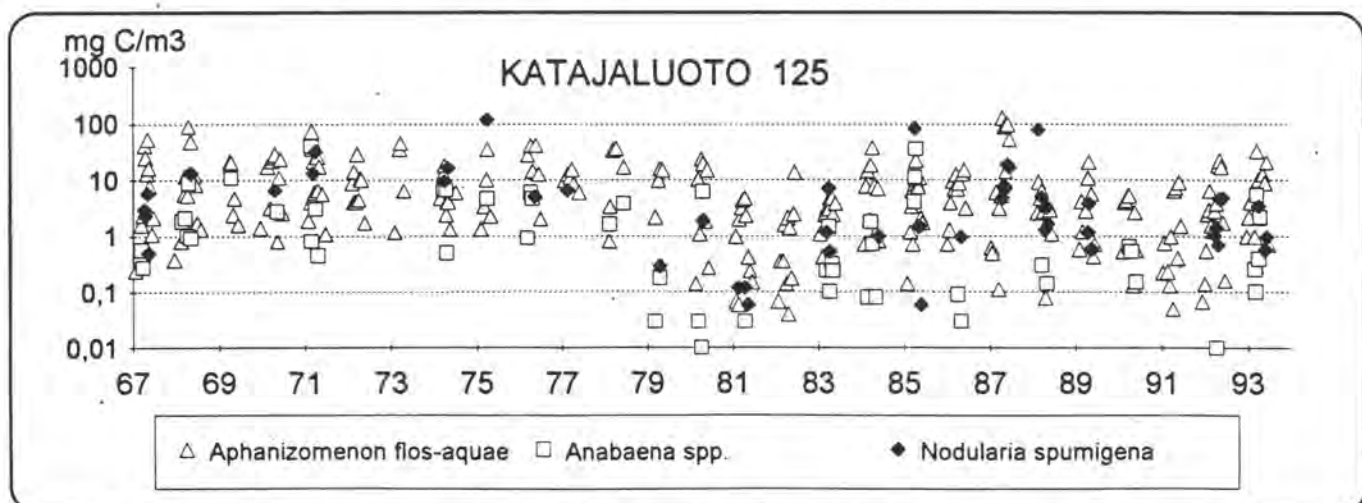 mg C/m3
KATAJALUOTO 125
1000
100
10
1
0,1
0,01
67 69 71 73 75 77 79 81 83 85 87 89 91 93
Aphanizomenon flos-aquae Anabaena spp. Nodularia spumigena